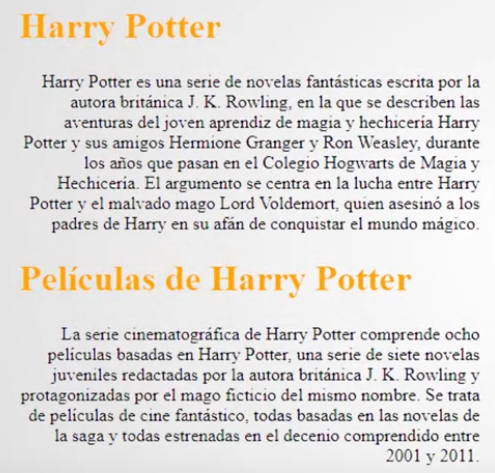 Harry Potter
Harry Potter es una serie de novelas fantásticas escrita por la
autora británica J. K. Rowling, en la que se describen las
aventuras del joven aprendiz de magia y hechicería Harry
Potter y sus amigos Hermione Granger y Ron Weasley, durante
los años que pasan en el Colegio Hogwarts de Magia y
Hechicería. El argumento se centra en la lucha entre Harry
Potter y el malvado mago Lord Voldemort, quien asesinó a los
padres de Harry en su afán de conquistar el mundo mágico.
Películas de Harry Potter
La serie cinematográfica de Harry Potter comprende ocho
películas basadas en Harry Potter, una serie de siete novelas
juveniles redactadas por la autora británica J. K. Rowling y
protagonizadas por el mago ficticio del mismo nombre. Se trata
de películas de cine fantástico, todas basadas en las novelas de
la saga y todas estrenadas en el decenio comprendido entre
2001 y 2011.